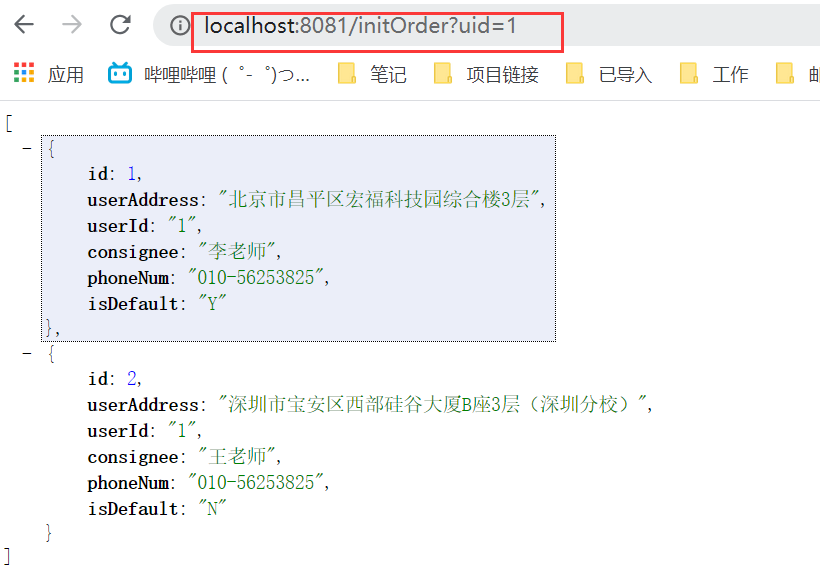 localhost:8081/initOrder?uid=1
应用 哔哩哔哩 (゜-゜)つ... 笔记 项目链接 已导入 工作 邮
[
- {
id: 1,
userAddress: "北京市昌平区宏福科技园综合楼3层",
userId: "1",
consignee: "李老师",
phoneNum: "010-56253825",
isDefault: "Y"
},
- {
id: 2,
userAddress: "深圳市宝安区西部硅谷大厦B座3层（深圳分校）",
userId: "1",
consignee: "王老师",
phoneNum: "010-56253825",
isDefault: "N"
}
]